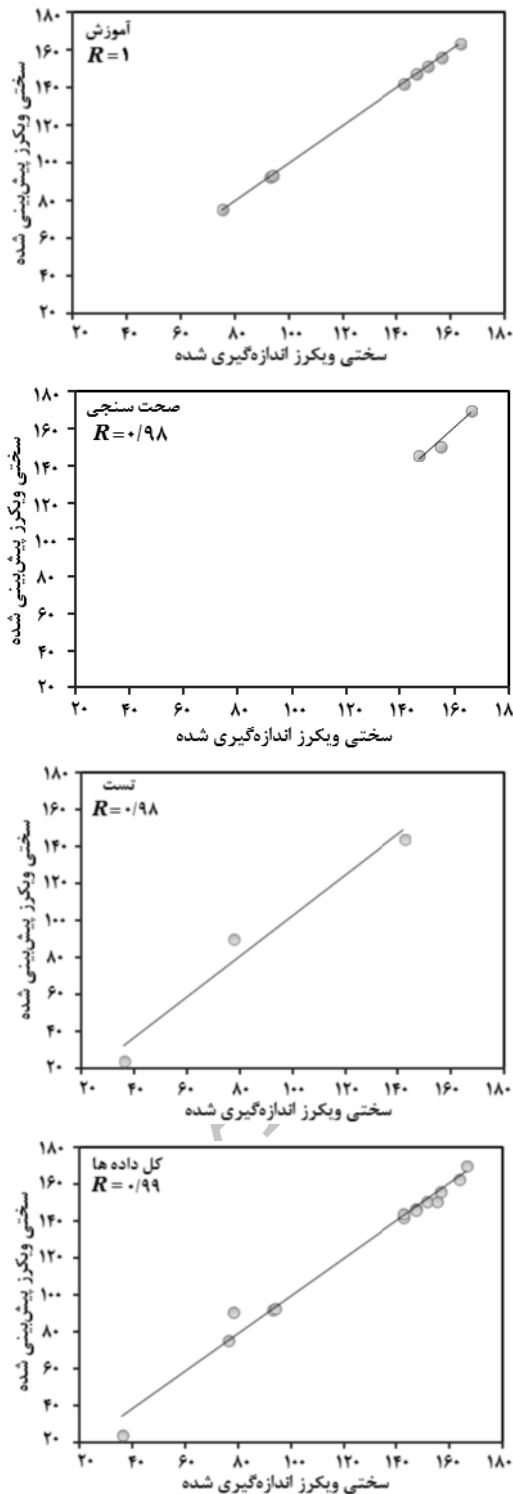 آموزش
R=۱
سختی ویکرز پیش‌بینی شده
۱۸۰
۱۶۰
۱۴۰
۱۲۰
۱۰۰
۸۰
۶۰
۴۰
۲۰
۲۰ ۴۰ ۶۰ ۸۰ ۱۰۰ ۱۲۰ ۱۴۰ ۱۶۰ ۱۸۰
سختی ویکرز اندازه‌گیری شده
صحت سنجی
R=۰/۹۸
سختی ویکرز پیش‌بینی شده
۱۸۰
۱۶۰
۱۴۰
۱۲۰
۱۰۰
۸۰
۶۰
۴۰
۲۰
۲۰ ۴۰ ۶۰ ۸۰ ۱۰۰ ۱۲۰ ۱۴۰ ۱۶۰ ۱۸
سختی ویکرز اندازه‌گیری شده
تست
R=۰/۹۸
سختی ویکرز پیش‌بینی شده
۱۸۰
۱۶۰
۱۴۰
۱۲۰
۱۰۰
۸۰
۶۰
۴۰
۲۰
۲۰ ۴۰ ۶۰ ۸۰ ۱۰۰ ۱۲۰ ۱۴۰ ۱۶۰ ۱۸۰
سختی ویکرز اندازه‌گیری شده
کل داده ها
R=۰/۹۹
سختی ویکرز پیش‌بینی شده
۱۸۰
۱۶۰
۱۴۰
۱۲۰
۱۰۰
۸۰
۶۰
۴۰
۲۰
۲۰ ۴۰ ۶۰ ۸۰ ۱۰۰ ۱۲۰ ۱۴۰ ۱۶۰ ۱۸۰
سختی ویکرز اندازه‌گیری شده